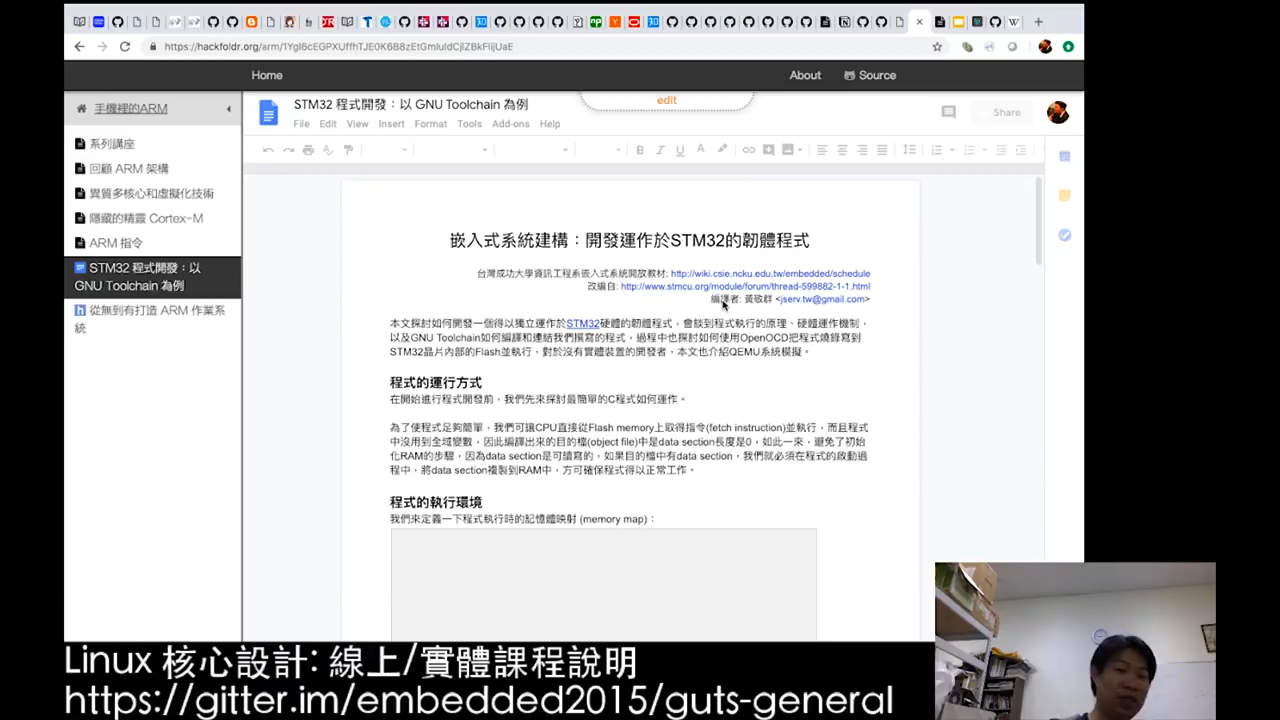 https://hackfoldr.org/arm/1YgI6cEGPXUffhTJE0K6B8zEtGmluIdCjIZBkFIijUaE
Home
About
Source
手機裡的ARM
系列講座
回顧 ARM 架構
異質多核心和虛擬化技術
隱藏的精靈 Cortex-M
ARM 指令
STM32 程式開發：以
GNU Toolchain 為例
從無到有打造 ARM 作業系
統
STM32 程式開發：以 GNU Toolchain 為例
edit
File Edit View Insert Format Tools Add-ons Help
Share
嵌入式系統建構：開發運作於STM32的韌體程式
台灣成功大學資訊工程系嵌入式系統開放教材: http://wiki.csie.ncku.edu.tw/embedded/schedule
改編自: http://www.stmcu.org/module/forum/thread-599882-1-1.html
編譯者: 黃敬群 <jserv.tw@gmail.com>
本文探討如何開發一個得以獨立運作於STM32硬體的韌體程式，會談到程式執行的原理、硬體運作機制，
以及GNU Toolchain如何編譯和連結我們撰寫的程式，過程中也探討如何使用OpenOCD把程式燒錄寫到
STM32晶片內部的Flash並執行，對於沒有實體裝置的開發者，本文也介紹QEMU系統模擬。
程式的運行方式
在開始進行程式開發前，我們先來探討最簡單的C程式如何運作。
為了使程式足夠簡單，我們可讓CPU直接從Flash memory上取得指令(fetch instruction)並執行，而且程式
中沒用到全域變數，因此編譯出來的目的檔(object file)中是data section長度是0，如此一來，避免了初始
化RAM的步驟，因為data section是可讀寫的，如果目的檔中有data section，我們就必須在程式的啟動過
程中，將data section複製到RAM中，方可確保程式得以正常工作。
程式的執行環境
我們來定義一下程式執行時的記憶體映射 (memory map)：
Linux 核心設計: 線上/實體課程說明
https://gitter.im/embedded2015/guts-general